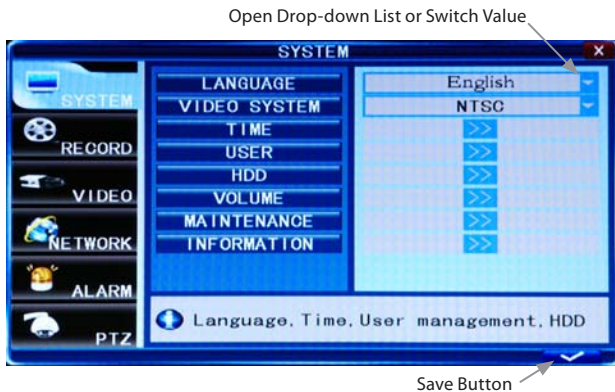 Open Drop-down List or Switch Value
SYSTEM
X
SYSTEM
RECORD
VIDEO
NETWORK
ALARM
PTZ
LANGUAGE English
VIDEO SYSTEM NTSC
TIME >>
USER >>
HDD >>
VOLUME >>
MAINTENANCE >>
INFORMATION >>
Language, Time, User management, HDD
Save Button